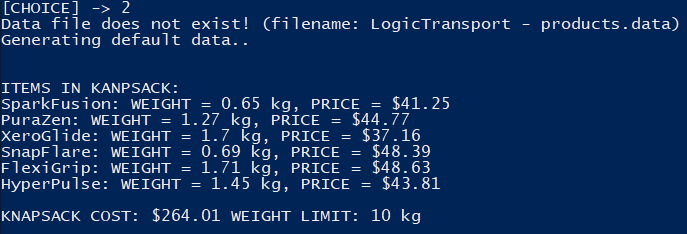 [CHOICE] -> 2
Data file does not exist! (filename: LogicTransport - products.data)
Generating default data..
ITEMS IN KANPSACK:
SparkFusion: WEIGHT = 0.65 kg, PRICE = $41.25
PuraZen: WEIGHT = 1.27 kg, PRICE = $44.77
XeroGlide: WEIGHT = 1.7 kg, PRICE = $37.16
SnapFlare: WEIGHT = 0.69 kg, PRICE = $48.39
FlexiGrip: WEIGHT = 1.71 kg, PRICE = $48.63
HyperPulse: WEIGHT = 1.45 kg, PRICE = $43.81
KNAPSACK COST: $264.01 WEIGHT LIMIT: 10 kg